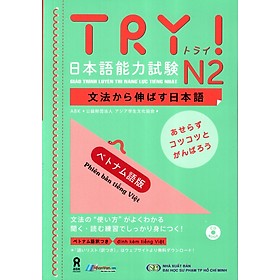 TRY!
トライ
日本語能力試験
GIÁO TRÌNH LUYỆN THI NĂNG LỰC TIẾNG NHẬT
N2
文法から伸ばす日本語
あせらず
コツコツと
がんばろう
ベトナム語版
Phiên bản tiếng Việt
文法の“使い方”がよくわかる
聞く・読む練習でしっかり身につく!
ベトナム語訳つき
đính kèm tiếng Việt
ASK
NHÀ XUẤT BẢN
ĐẠI HỌC SƯ PHẠM TP HỒ CHÍ MINH